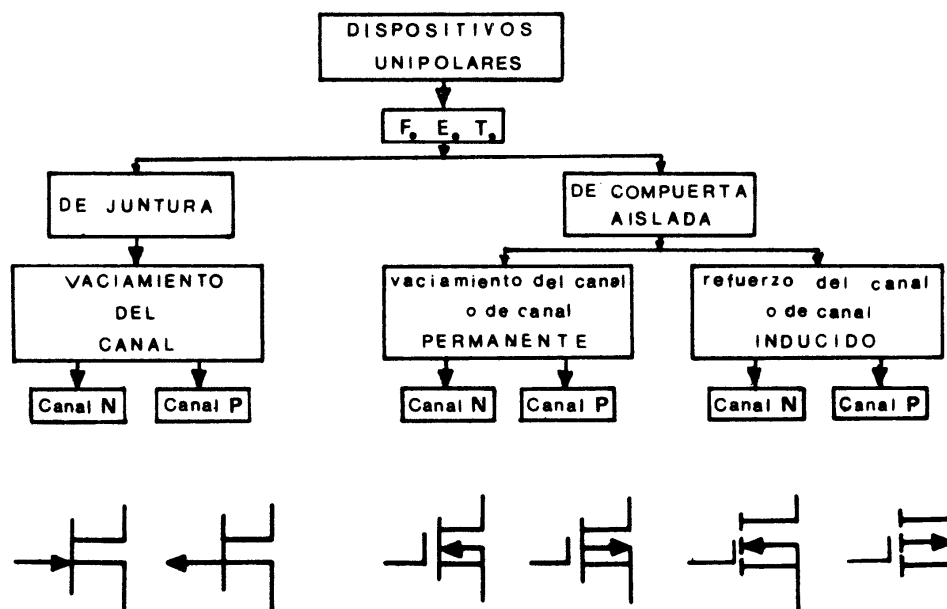 DISPOSITIVOS
UNIPOLARES
F. E. T.
DE JUNTURA
DE COMPUERTA
AISLADA
VACIAMIENTO
DEL
CANAL
vaciamiento del canal
o de canal
PERMANENTE
refuerzo del canal
o de canal
INDUCIDO
Canal N
Canal P
Canal N
Canal P
Canal N
Canal P